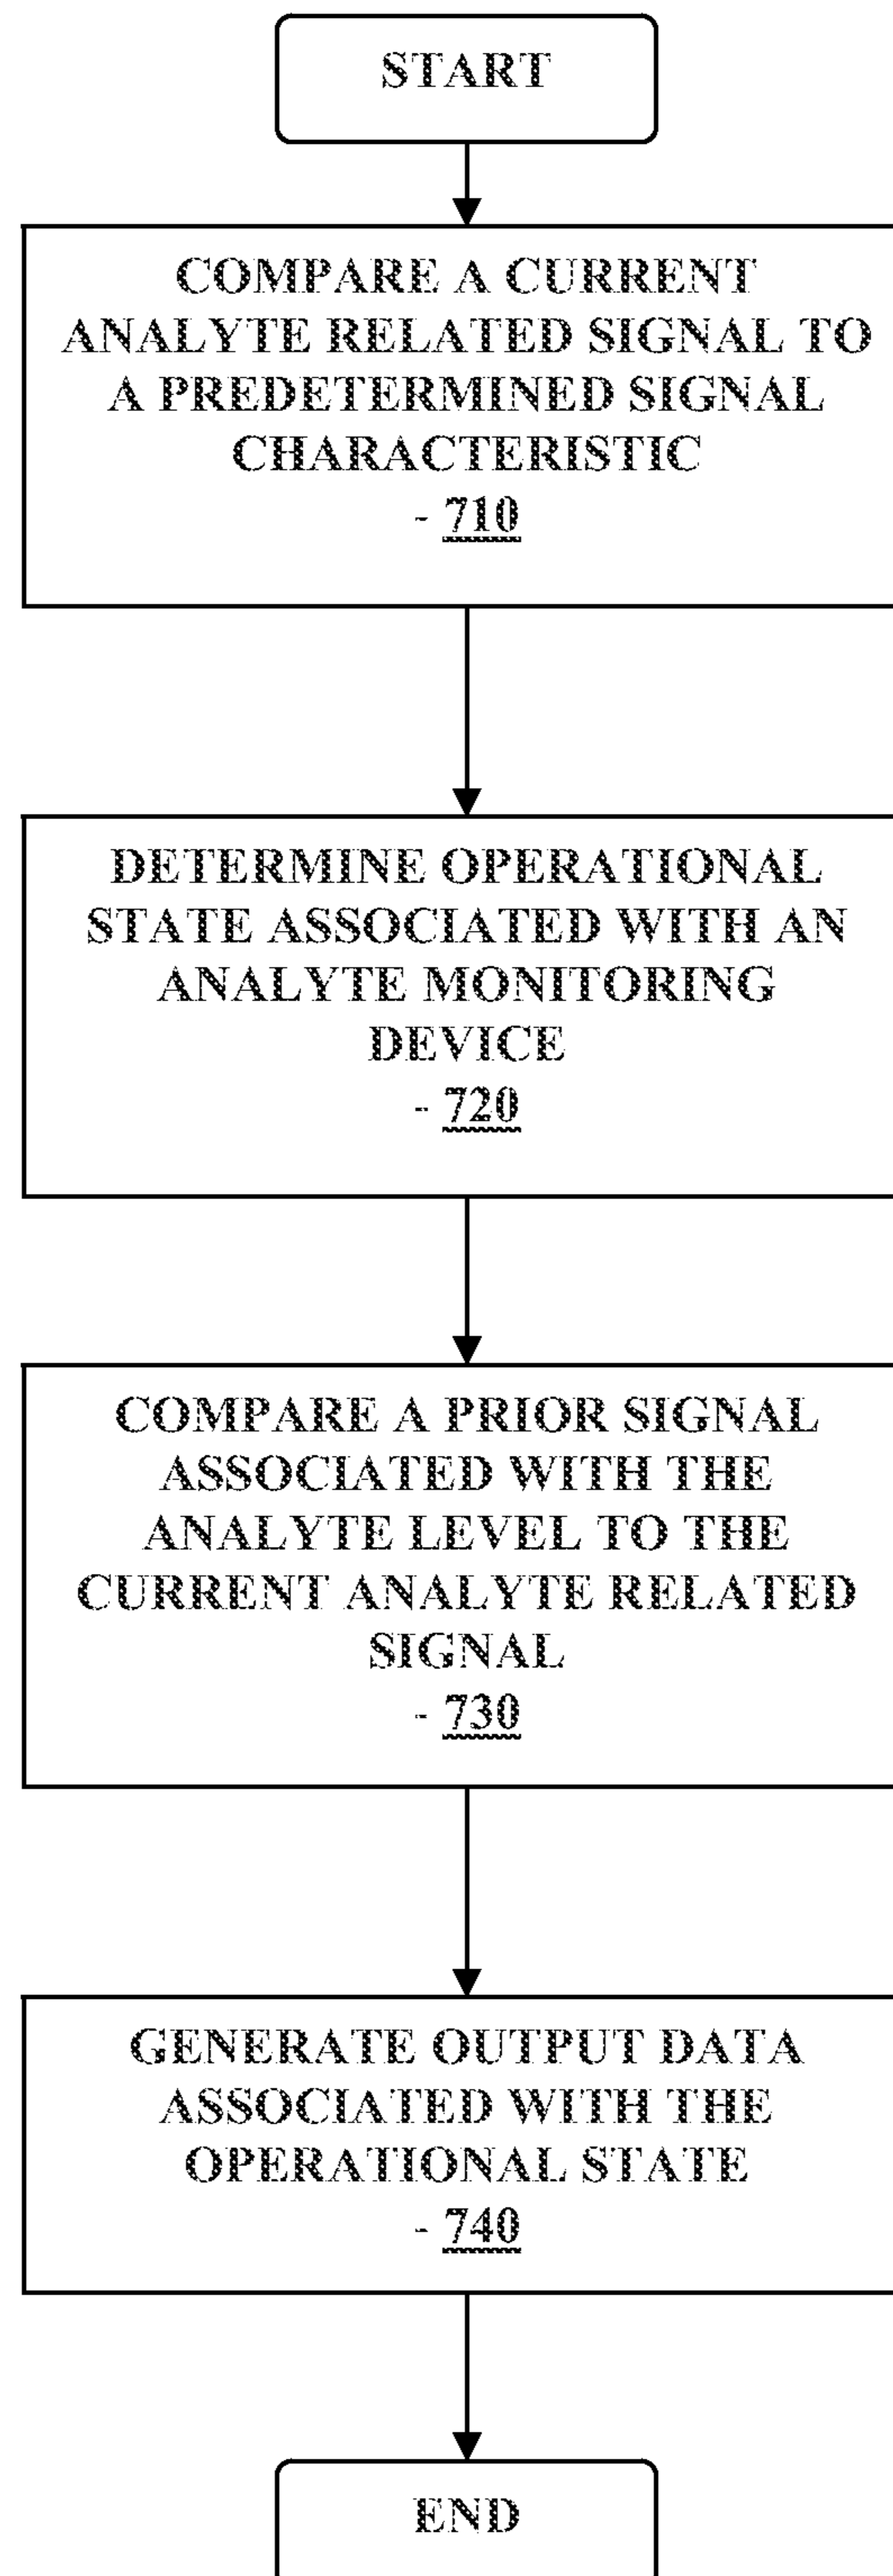 START
COMPARE A CURRENT
ANALYTE RELATED SIGNAL TO
A PREDETERMINED SIGNAL
CHARACTERISTIC
- 710
DETERMINE OPERATIONAL
STATE ASSOCIATED WITH AN
ANALYTE MONITORING
DEVICE
- 720
COMPARE A PRIOR SIGNAL
ASSOCIATED WITH THE
ANALYTE LEVEL TO THE
CURRENT ANALYTE RELATED
SIGNAL
- 730
GENERATE OUTPUT DATA
ASSOCIATED WITH THE
OPERATIONAL STATE
- 740
END